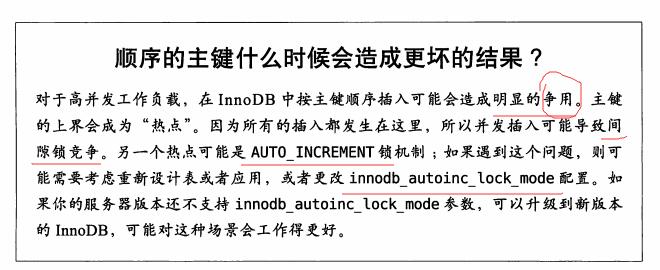 顺序的主键什么时候会造成更坏的结果？
对于高并发工作负载，在 InnoDB 中按主键顺序插入可能会造成明显的争用。主键
的上界会成为“热点”。因为所有的插入都发生在这里，所以并发插入可能导致间
隙锁竞争。另一个热点可能是 AUTO_INCREMENT 锁机制；如果遇到这个问题，则可
能需要考虑重新设计表或者应用，或者更改 innodb_autoinc_lock_mode 配置。如
果你的服务器版本还不支持 innodb_autoinc_lock_mode 参数，可以升级到新版本
的 InnoDB，可能对这种场景会工作得更好。